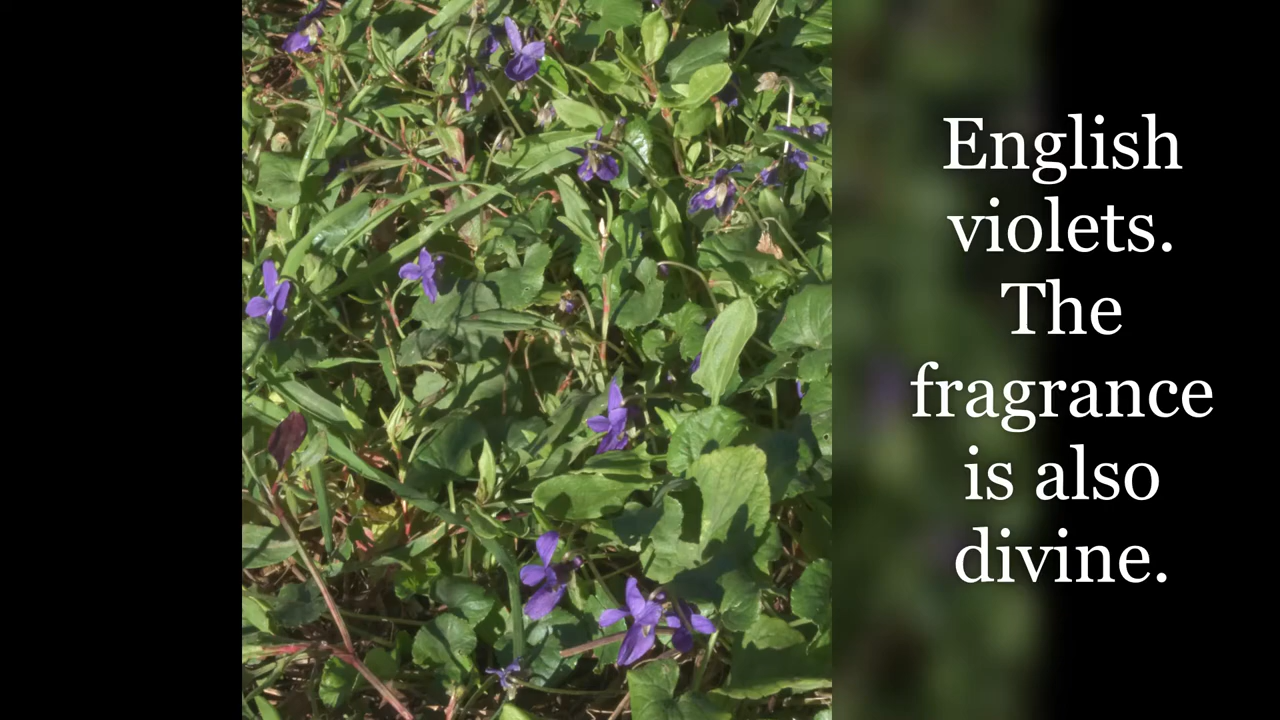 English
violets.
The
fragrance
is also
divine.